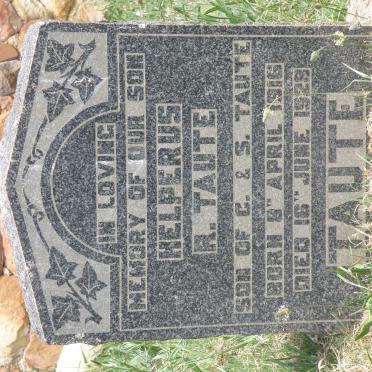 IN LOVING
MEMORY OF OUR SON
HELPERUS
R. TAUTE
SON OF C. & S. TAUTE
BORN 8TH APRIL 1916
DIED 16TH JUNE 1928
TAUTE